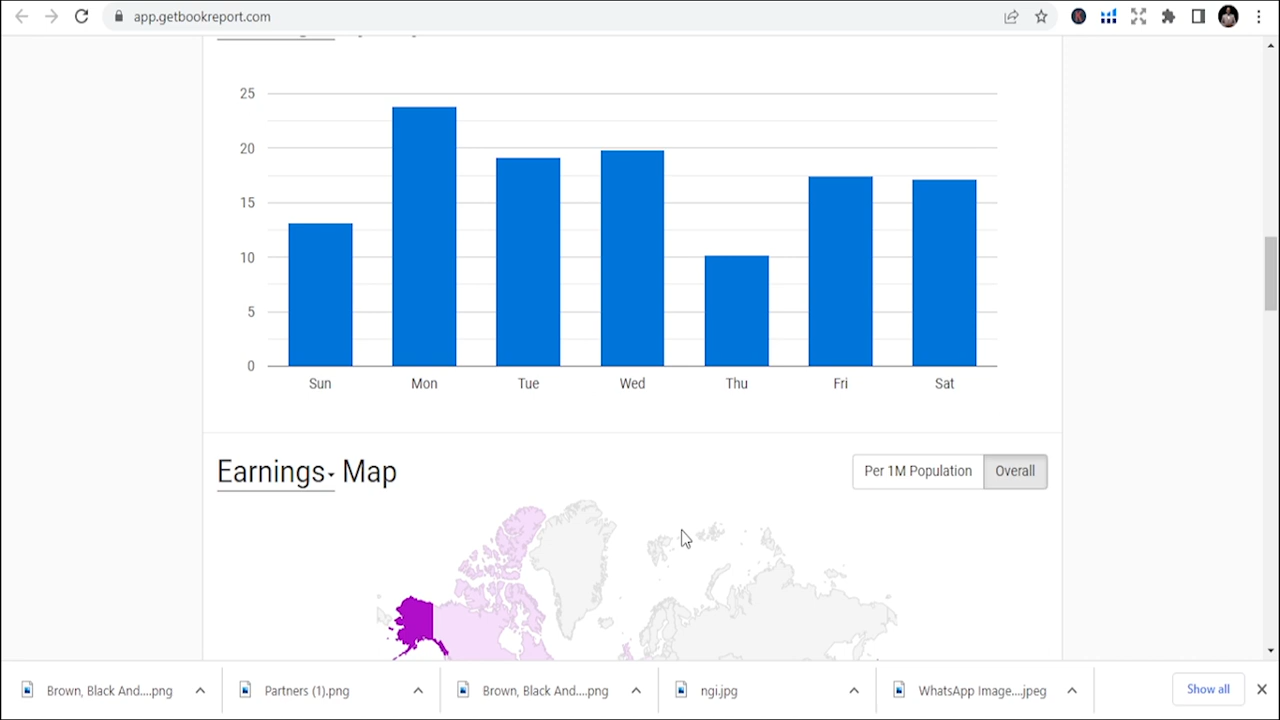 app.getbookreport.com
25
20
15
10
5
0
Sun Mon Tue Wed Thu Fri Sat
Earnings Map
Per 1M Population Overall
Brown, Black And....png Partners (1).png Brown, Black And....png ngi.jpg WhatsApp Image....jpeg Show all